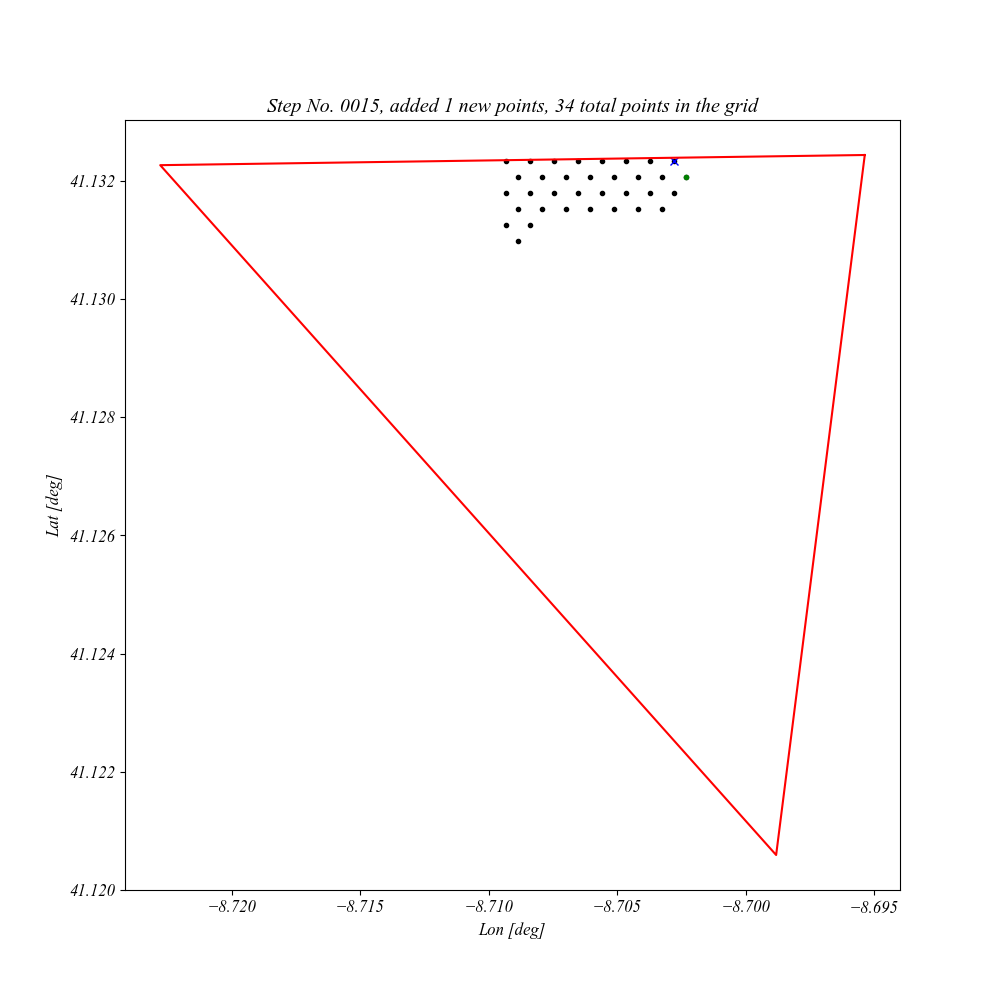 Step No. 0015, added 1 new points, 34 total points in the grid
41.132
41.130
41.128
41.126
41.124
41.122
41.120
Lat [deg]
−8.720 −8.715 −8.710 −8.705 −8.700 −8.695
Lon [deg]